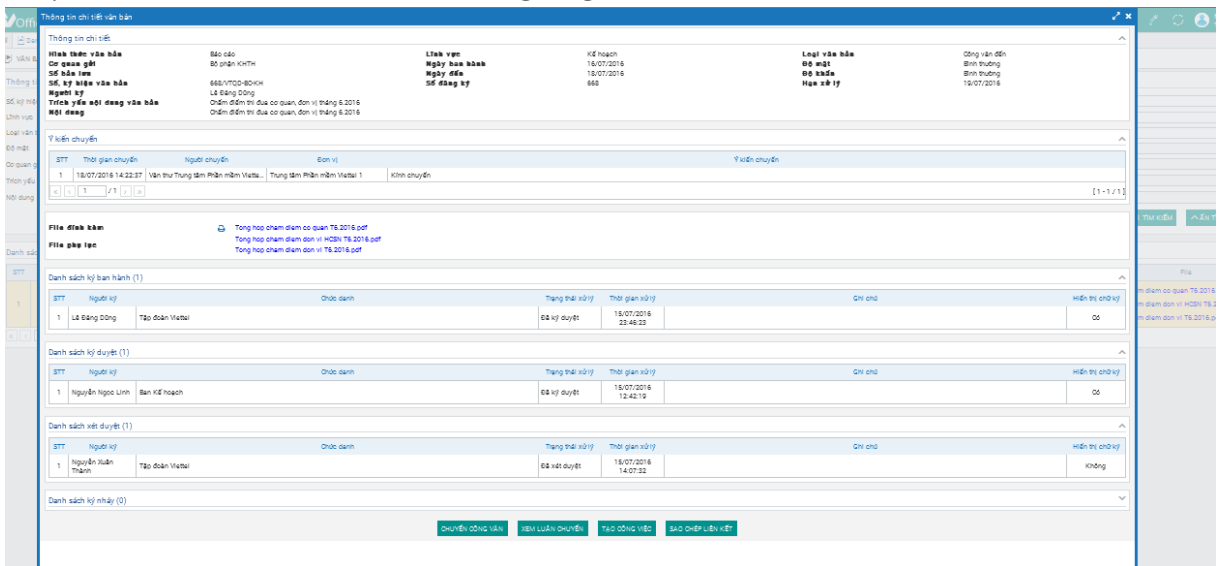 Voffi
Thông tin chi tiết văn bản
Thông tin chi tiết
Hình thức văn bản Báo cáo Lĩnh vực Kế hoạch Loại văn bản Công văn đến
Cơ quan gửi Bộ phận KHTH Ngày ban hành 16/07/2016 Độ mật Bình thường
Số bản lưu Ngày đến 18/07/2016 Độ khẩn Bình thường
Số, ký hiệu văn bản 668/VTQĐ-BC-KH Số đăng ký 668 Hạn xử lý 19/07/2016
Người ký Lê Đăng Dũng
Trích yếu nội dung văn bản Chấm điểm thi đua cơ quan, đơn vị tháng 6.2016
Nội dung Chấm điểm thi đua cơ quan, đơn vị tháng 6.2016
Ý kiến chuyển
STT Thời gian chuyển Người chuyển Đơn vị Ý kiến chuyển
1 18/07/2016 14:22:37 Văn thư Trung tâm Phần mềm Viette... Trung tâm Phần mềm Viettel 1 Kính chuyển
1 /1 [1-1/1]
File đính kèm Tong hop cham diem co quan T6.2016.pdf
Tong hop cham diem don vi HCSN T6.2016.pdf
File phụ lục
Tong hop cham diem don vi T6.2016.pdf
Danh sách ký ban hành (1)
STT Người ký Chức danh Trạng thái xử lý Thời gian xử lý Ghi chú Hiển thị chữ ký
1 Lê Đăng Dũng Tập đoàn Viettel Đã ký duyệt 15/07/2016 23:46:23 Có
Danh sách ký duyệt (1)
STT Người ký Chức danh Trạng thái xử lý Thời gian xử lý Ghi chú Hiển thị chữ ký
1 Nguyễn Ngọc Linh Ban Kế hoạch Đã ký duyệt 15/07/2016 12:42:19 Có
Danh sách xét duyệt (1)
STT Người ký Chức danh Trạng thái xử lý Thời gian xử lý Ghi chú Hiển thị chữ ký
1 Nguyễn Xuân Thành Tập đoàn Viettel Đã xét duyệt 15/07/2016 14:07:32 Không
Danh sách ký nháy (0)
CHUYỂN CÔNG VĂN XEM LUÂN CHUYỂN TẠO CÔNG VIỆC SAO CHÉP LIÊN KẾT